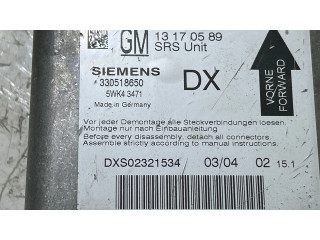 GM 13 17 05 89
SRS Unit
SIEMENS DX
330518650
5WK4 3471
Made in Germany
VORNE
FORWARD
Vor jeder Demontage alle Steckverbindungen loesen.
Montage nur nach Einbauanleitung
Before every disassembly, detach all connectors.
Assemble strictly according to manual instructions.
DXS02321534 03/04 02 15.1